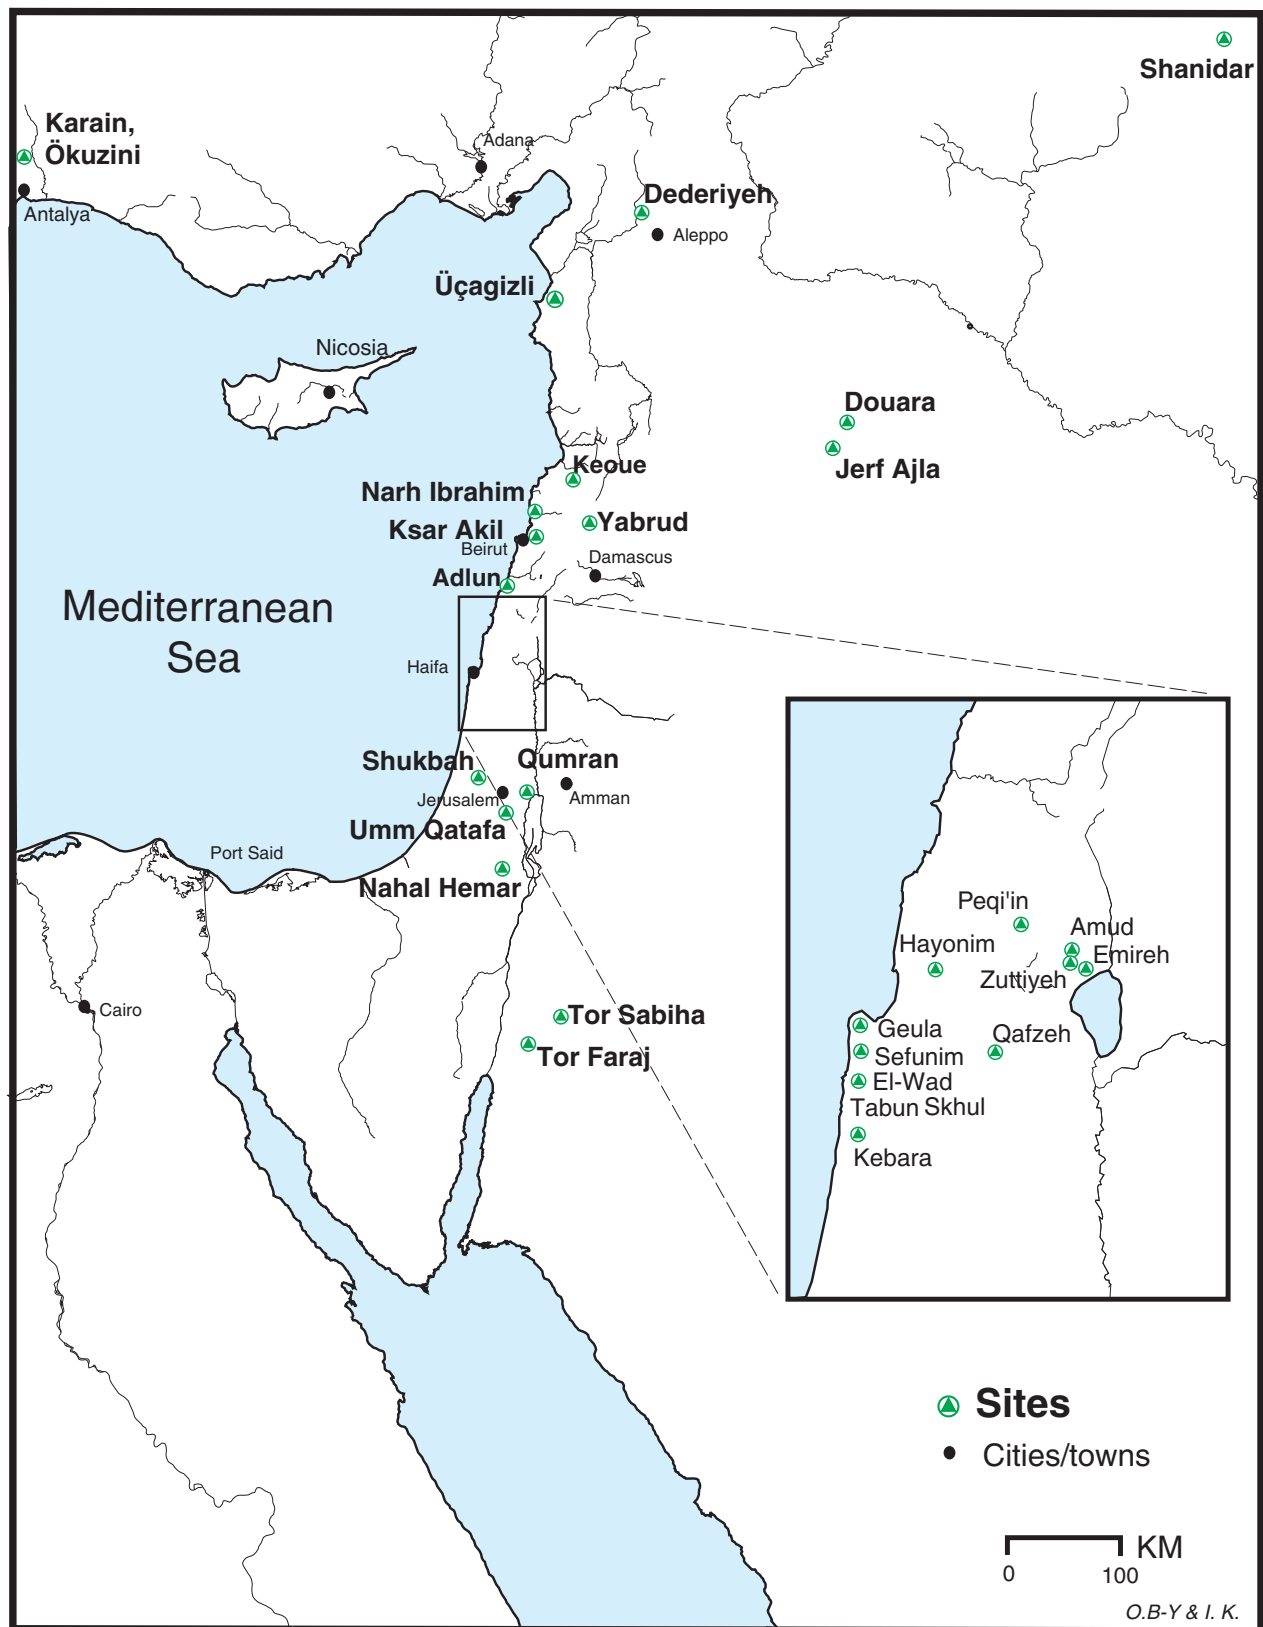 Shanidar
Karain,
Ökuzini
Adana
Antalya
Dederiyeh
Aleppo
Üçagizli
Nicosia
Douara
Jerf Ajla
Keoue
Narh Ibrahim
Yabrud
Ksar Akil
Beirut
Damascus
Adlun
Mediterranean
Sea
Haifa
Shukbah
Qumran
Jerusalem
Amman
Umm Qatafa
Port Said
Nahal Hemar
Cairo
Tor Sabiha
Tor Faraj
Peqi'in
Amud
Hayonim
Emireh
Zuttiyeh
Geula
Qafzeh
Sefunim
El-Wad
Tabun Skhul
Kebara
Sites
Cities/towns
KM
0 100
O.B-Y & I. K.